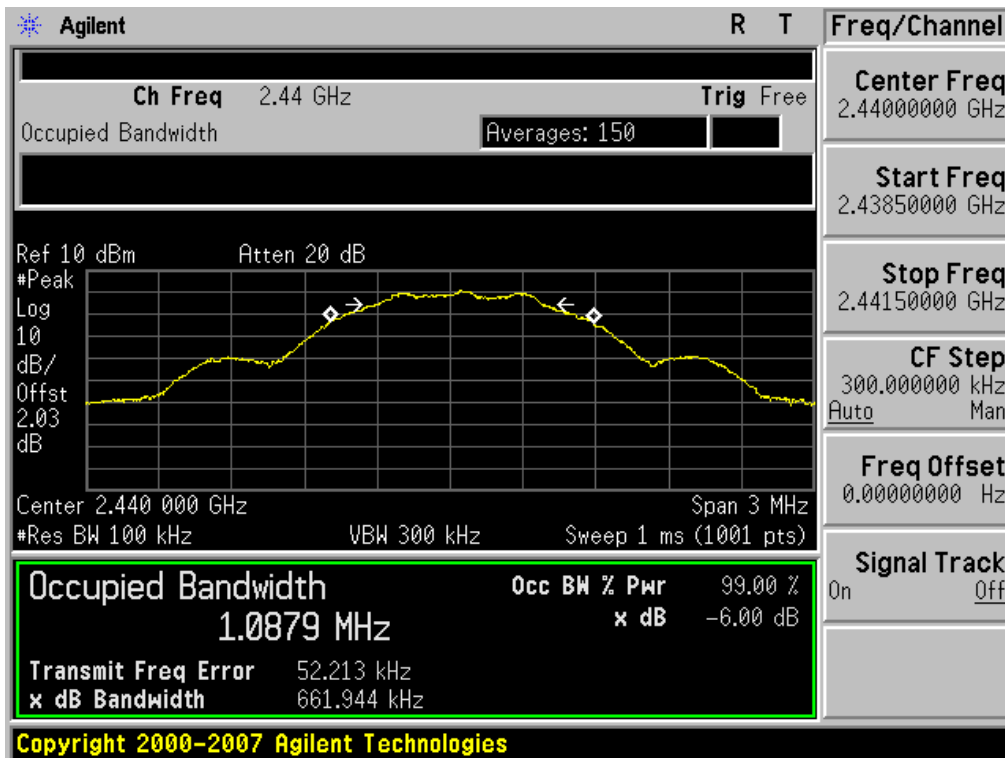 Agilent R T Freq/Channel
Ch Freq 2.44 GHz Trig Free
Occupied Bandwidth Averages: 150
Center Freq
2.44000000 GHz
Start Freq
2.43850000 GHz
Stop Freq
2.44150000 GHz
CF Step
300.000000 kHz
Auto Man
Freq Offset
0.00000000 Hz
Signal Track
On Off
Ref 10 dBm Atten 20 dB
#Peak
Log
10
dB/
Offst
2.03
dB
Center 2.440 000 GHz Span 3 MHz
#Res BW 100 kHz VBW 300 kHz Sweep 1 ms (1001 pts)
Occupied Bandwidth Occ BW % Pwr 99.00 %
1.0879 MHz x dB -6.00 dB
Transmit Freq Error 52.213 kHz
x dB Bandwidth 661.944 kHz
Copyright 2000-2007 Agilent Technologies